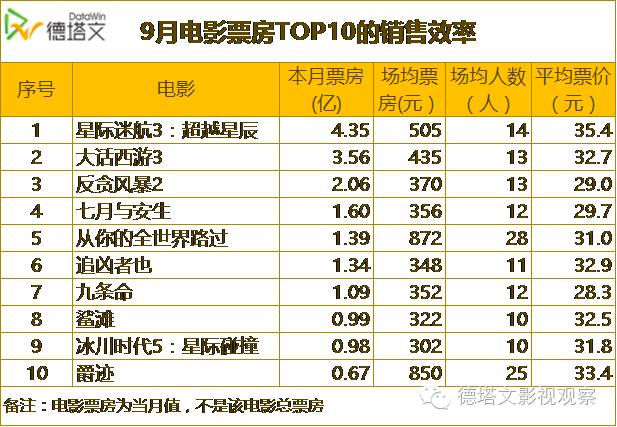 DataWin
德塔文
9月电影票房TOP10的销售效率
序号 电影 本月票房(亿) 场均票房(元) 场均人数(人) 平均票价(元)
1 星际迷航3：超越星辰 4.35 505 14 35.4
2 大话西游3 3.56 435 13 32.7
3 反贪风暴2 2.06 370 13 29.0
4 七月与安生 1.60 356 12 29.7
5 从你的全世界路过 1.39 872 28 31.0
6 追凶者也 1.34 348 11 32.9
7 九条命 1.09 352 12 28.3
8 鲨滩 0.99 322 10 32.5
9 冰川时代5：星际碰撞 0.98 302 10 31.8
10 爵迹 0.67 850 25 33.4
备注：电影票房为当月值，不是该电影总票房
德塔文影视观察